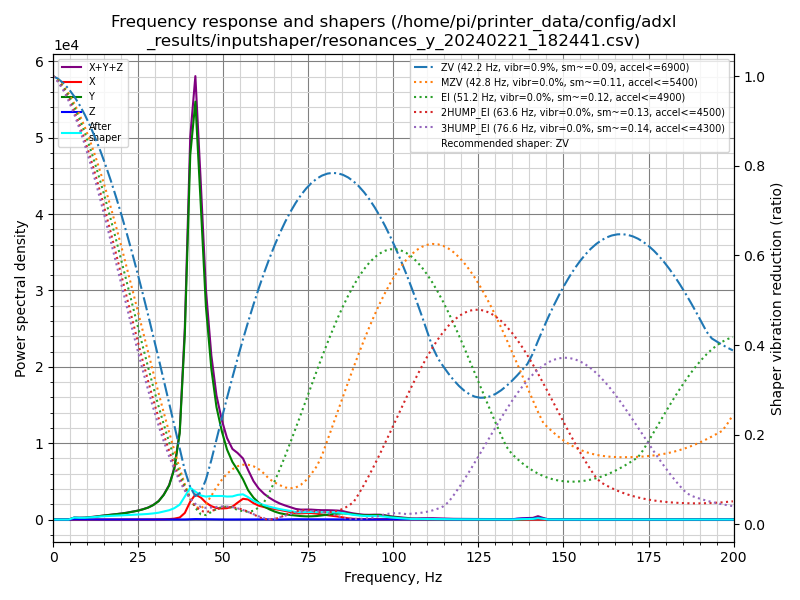 Frequency response and shapers (/home/pi/printer_data/config/adxl
_results/inputshaper/resonances_y_20240221_182441.csv)
1e4
X+Y+Z
X
Y
Z
After
shaper
ZV (42.2 Hz, vibr=0.9%, sm~=0.09, accel<=6900)
MZV (42.8 Hz, vibr=0.0%, sm~=0.11, accel<=5400)
EI (51.2 Hz, vibr=0.0%, sm~=0.12, accel<=4900)
2HUMP_EI (63.6 Hz, vibr=0.0%, sm~=0.13, accel<=4500)
3HUMP_EI (76.6 Hz, vibr=0.0%, sm~=0.14, accel<=4300)
Recommended shaper: ZV
Power spectral density
6
5
4
3
2
1
0
1.0
0.8
0.6
0.4
0.2
0.0
Shaper vibration reduction (ratio)
0 25 50 75 100 125 150 175 200
Frequency, Hz